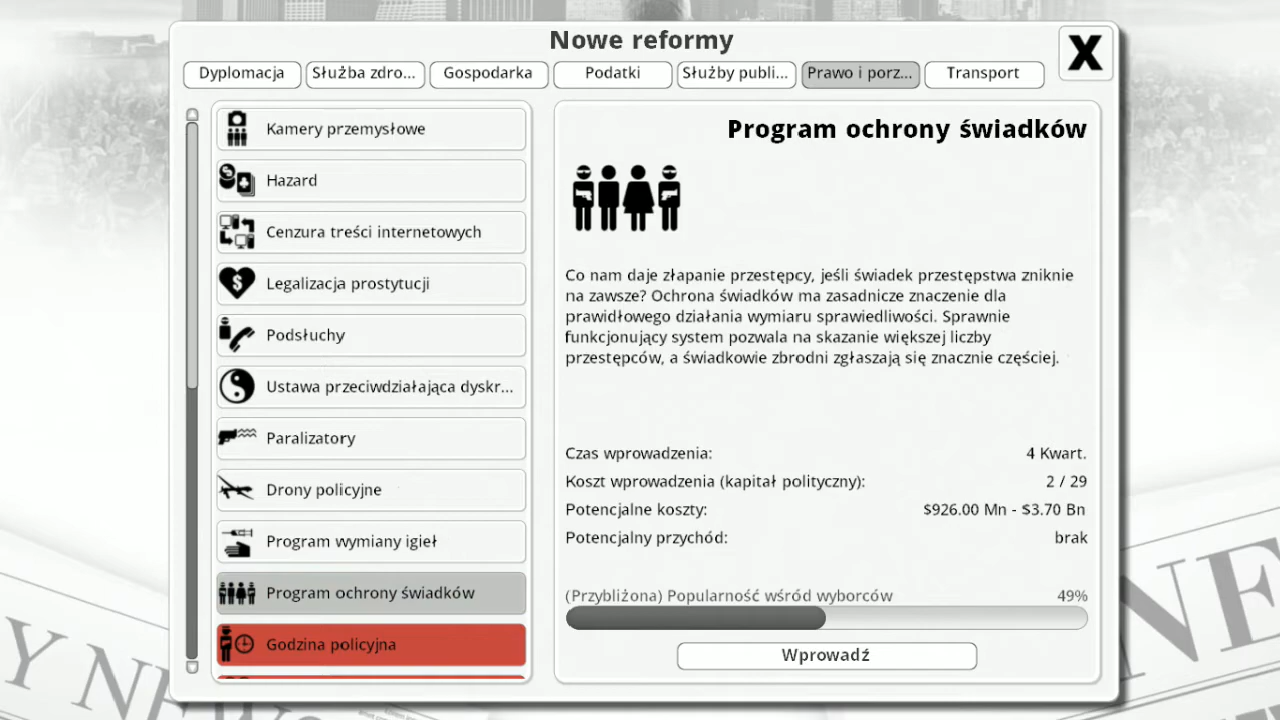 Nowe reformy
X
Dyplomacja
Służba zdro...
Gospodarka
Podatki
Służby publi...
Prawo i porz...
Transport
Kamery przemysłowe
Hazard
Cenzura treści internetowych
Legalizacja prostytucji
Podsłuchy
Ustawa przeciwdziałająca dyskr...
Paralizatory
Drony policyjne
Program wymiany igieł
Program ochrony świadków
Godzina policyjna
Program ochrony świadków
Co nam daje złapanie przestępcy, jeśli świadek przestępstwa zniknie
na zawsze? Ochrona świadków ma zasadnicze znaczenie dla
prawidłowego działania wymiaru sprawiedliwości. Sprawnie
funkcjonujący system pozwala na skazanie większej liczby
przestępców, a świadkowie zbrodni zgłaszają się znacznie częściej.
Czas wprowadzenia: 4 Kwart.
Koszt wprowadzenia (kapitał polityczny): 2 / 29
Potencjalne koszty: $926.00 Mn - $3.70 Bn
Potencjalny przychód: brak
(Przybliżona) Popularność wśród wyborców 49%
Wprowadź
Y NEWS
NE